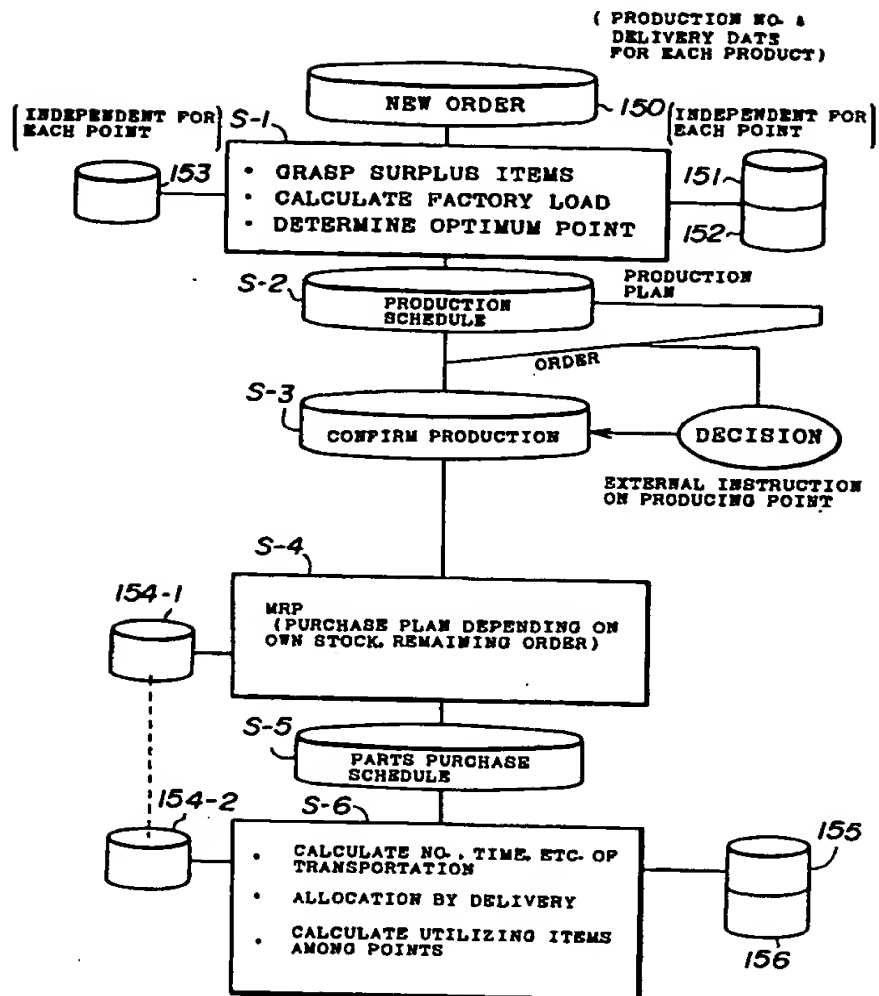 ( PRODUCTION NO. &
DELIVERY DATE
FOR EACH PRODUCT)
NEW ORDER
150
[INDEPENDENT FOR
EACH POINT]
S-1
[INDEPENDENT FOR
EACH POINT]
153
• GRASP SURPLUS ITEMS
• CALCULATE FACTORY LOAD
• DETERMINE OPTIMUM POINT
151
152
S-2
PRODUCTION
SCHEDULE
PRODUCTION
PLAN
ORDER
S-3
CONFIRM PRODUCTION
DECISION
EXTERNAL INSTRUCTION
ON PRODUCING POINT
S-4
154-1
MRP
(PURCHASE PLAN DEPENDING ON
OWN STOCK, REMAINING ORDER)
S-5
PARTS PURCHASE
SCHEDULE
154-2
S-6
• CALCULATE NO., TIME, ETC. OF
TRANSPORTATION
• ALLOCATION BY DELIVERY
• CALCULATE UTILIZING ITEMS
AMONG POINTS
155
156